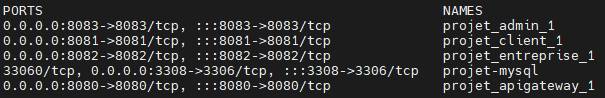 PORTS NAMES
0.0.0.0:8083->8083/tcp, :::8083->8083/tcp projet_admin_1
0.0.0.0:8081->8081/tcp, :::8081->8081/tcp projet_client_1
0.0.0.0:8082->8082/tcp, :::8082->8082/tcp projet_entreprise_1
33060/tcp, 0.0.0.0:3308->3306/tcp, :::3308->3306/tcp projet-mysql
0.0.0.0:8080->8080/tcp, :::8080->8080/tcp projet_apigateway_1